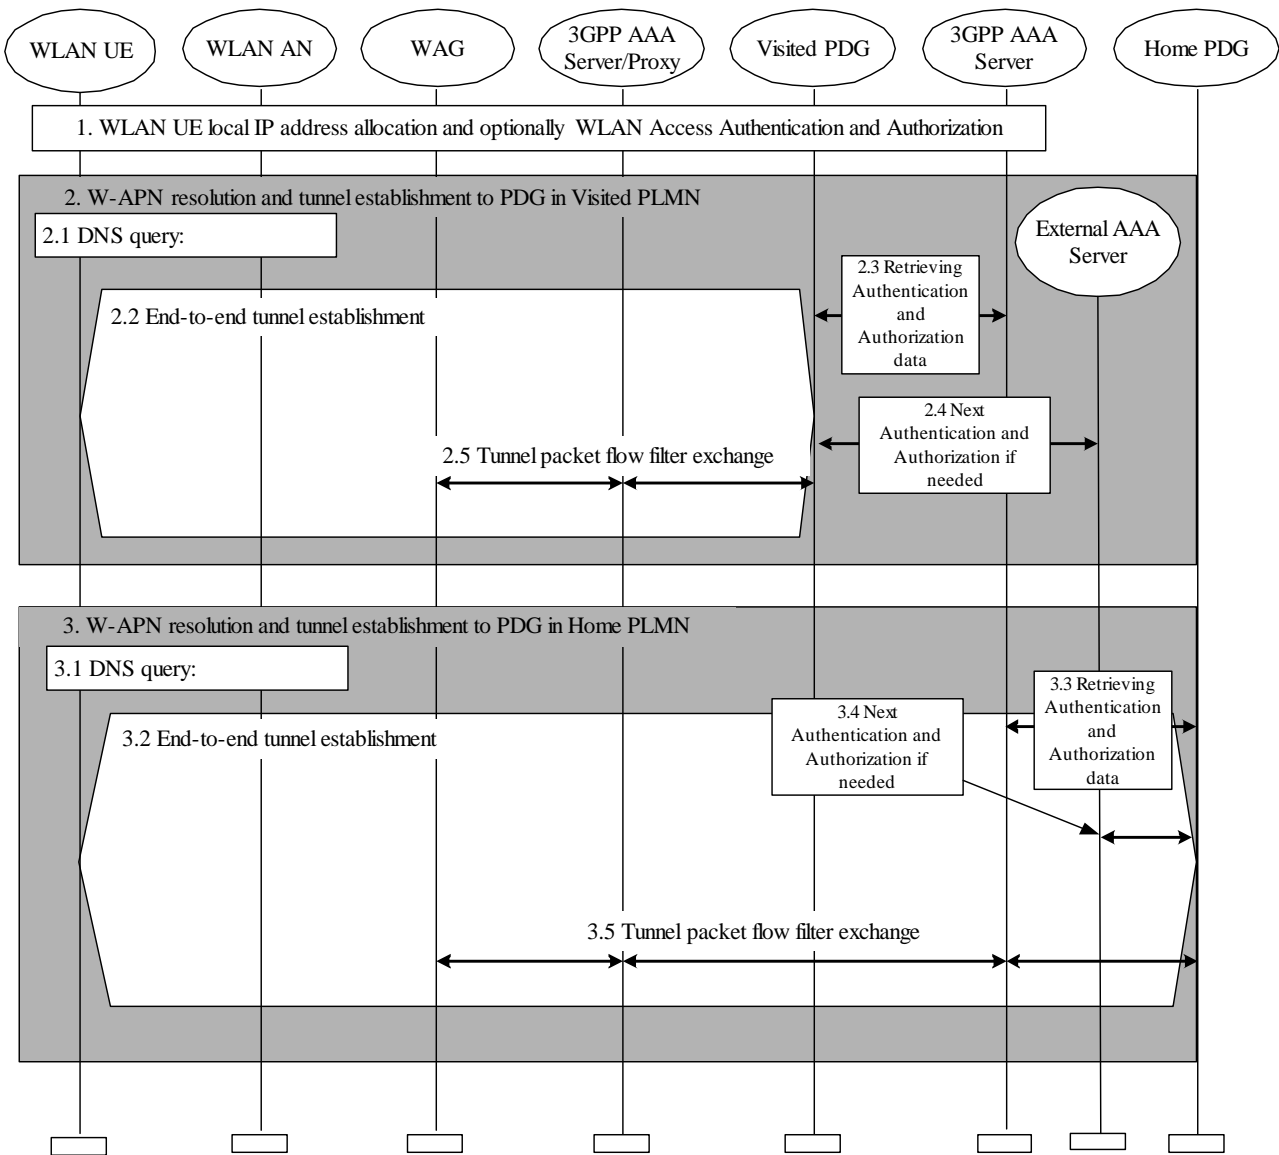 WLAN UE
WLAN AN
WAG
3GPP AAA
Server/Proxy
Visited PDG
3GPP AAA
Server
Home PDG
1. WLAN UE local IP address allocation and optionally WLAN Access Authentication and Authorization
2. W-APN resolution and tunnel establishment to PDG in Visited PLMN
2.1 DNS query:
External AAA
Server
2.2 End-to-end tunnel establishment
2.3 Retrieving
Authentication
and
Authorization
data
2.4 Next
Authentication and
Authorization if
needed
2.5 Tunnel packet flow filter exchange
3. W-APN resolution and tunnel establishment to PDG in Home PLMN
3.1 DNS query:
3.2 End-to-end tunnel establishment
3.3 Retrieving
Authentication
and
Authorization
data
3.4 Next
Authentication and
Authorization if
needed
3.5 Tunnel packet flow filter exchange